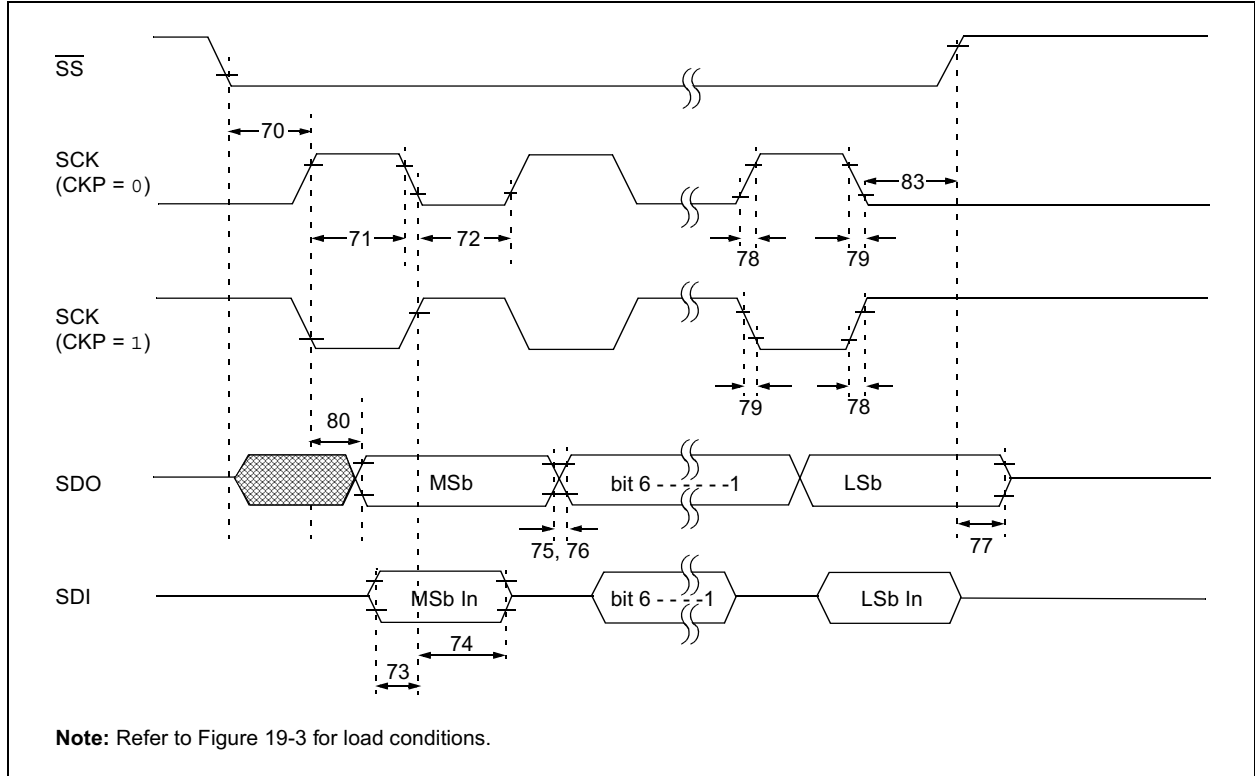 SS
70
SCK
(CKP = 0)
83
71
72
78
79
SCK
(CKP = 1)
79
78
80
SDO
MSb
bit 6 - - - - - - -1
LSb
75, 76
77
SDI
MSb In
bit 6 - - - - -1
LSb In
74
73
Note: Refer to Figure 19-3 for load conditions.